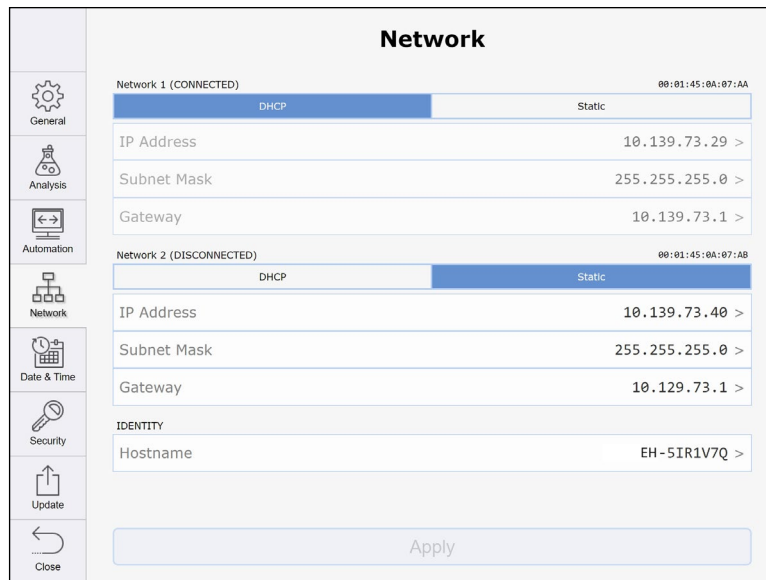 Network
General
Analysis
Automation
Network
Date & Time
Security
Update
Close
Network 1 (CONNECTED) 00:01:45:0A:07:AA
DHCP Static
IP Address 10.139.73.29 >
Subnet Mask 255.255.255.0 >
Gateway 10.139.73.1 >
Network 2 (DISCONNECTED) 00:01:45:0A:07:AB
DHCP Static
IP Address 10.139.73.40 >
Subnet Mask 255.255.255.0 >
Gateway 10.129.73.1 >
IDENTITY
Hostname EH-5IR1V7Q >
Apply